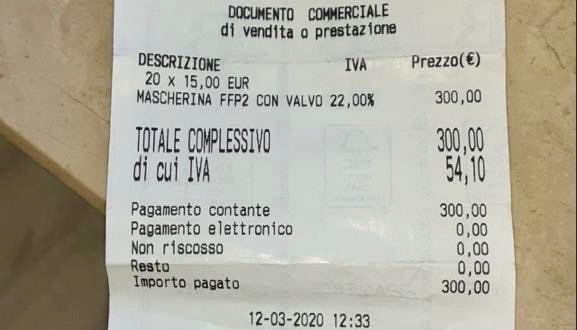 DOCUMENTO COMMERCIALE
di vendita o prestazione
DESCRIZIONE IVA Prezzo(€)
20 x 15,00 EUR
MASCHERINA FFP2 CON VALVO 22,00% 300,00
TOTALE COMPLESSIVO 300,00
di cui IVA 54,10
Pagamento contante 300,00
Pagamento elettronico 0,00
Non riscosso 0,00
Resto 0,00
Importo pagato 300,00
12-03-2020 12:33